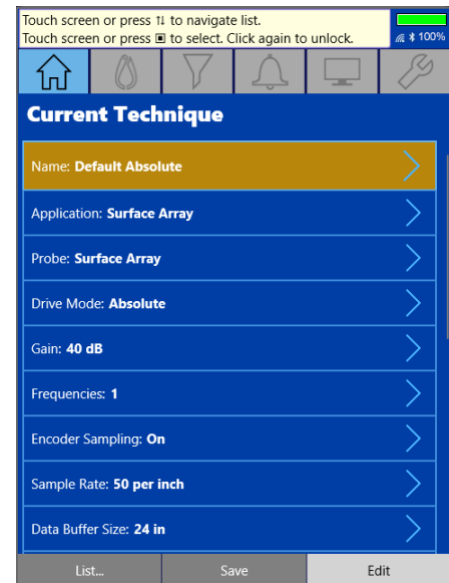 Touch screen or press ↑↓ to navigate list.
Touch screen or press ▣ to select. Click again to unlock.
100%
Current Technique
Name: Default Absolute
Application: Surface Array
Probe: Surface Array
Drive Mode: Absolute
Gain: 40 dB
Frequencies: 1
Encoder Sampling: On
Sample Rate: 50 per inch
Data Buffer Size: 24 in
List...
Save
Edit